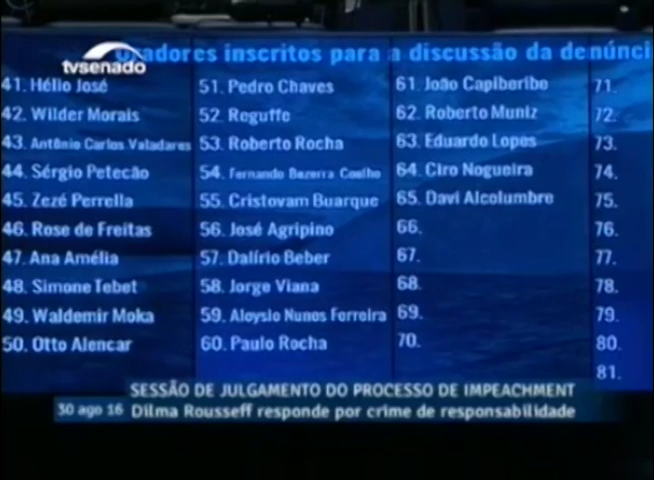 oradores inscritos para a discussão da denúnci
tvsenado
41. Hélio José
42. Wilder Morais
43. Antônio Carlos Valadares
44. Sérgio Petecão
45. Zezé Perrella
46. Rose de Freitas
47. Ana Amélia
48. Simone Tebet
49. Waldemir Moka
50. Otto Alencar
51. Pedro Chaves
52. Reguffe
53. Roberto Rocha
54. Fernando Bezerra Coelho
55. Cristovam Buarque
56. José Agripino
57. Dalírio Beber
58. Jorge Viana
59. Aloysio Nunes Ferreira
60. Paulo Rocha
61. João Capiberibe
62. Roberto Muniz
63. Eduardo Lopes
64. Ciro Nogueira
65. Davi Alcolumbre
66.
67.
68.
69.
70.
71.
72.
73.
74.
75.
76.
77.
78.
79.
80.
81.
SESSÃO DE JULGAMENTO DO PROCESSO DE IMPEACHMENT
30 ago 16 Dilma Rousseff responde por crime de responsabilidade